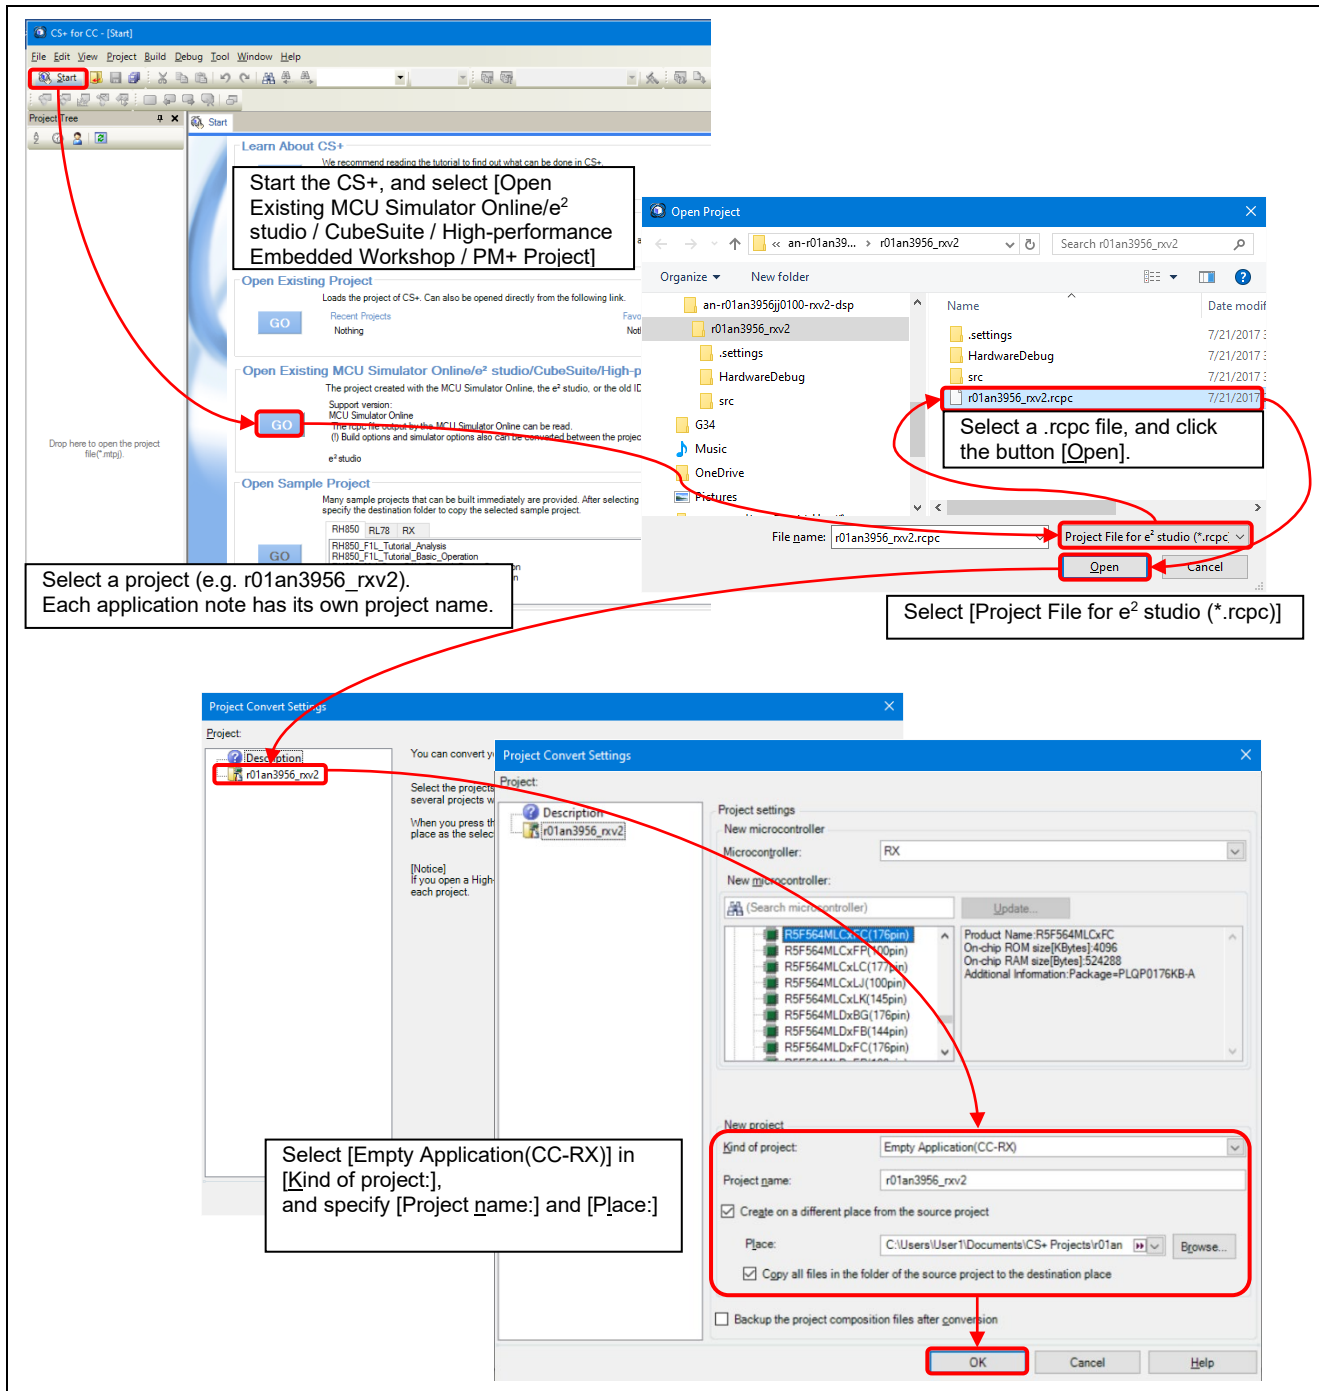 CS+ for CC - [Start]
File Edit View Project Build Debug Tool Window Help
Start
Project Tree
Start
Learn About CS+
We recommend reading the tutorial to find out what can be done in CS+.
Start the CS+, and select [Open
Existing MCU Simulator Online/e²
studio / CubeSuite / High-performance
Embedded Workshop / PM+ Project]
Open Existing Project
Loads the project of CS+. Can also be opened directly from the following link.
GO
Recent Projects
Favo
Nothing
Open Existing MCU Simulator Online/e² studio/CubeSuite/High-p
The project created with the MCU Simulator Online, the e² studio, or the old ID
Support version:
MCU Simulator Online
GO
The rcpc file output by the MCU Simulator Online can be read.
(!) Build options and simulator options also can be converted between the projec
e² studio
Drop here to open the project
file(*.mtpj).
Open Sample Project
Many sample projects that can be built immediately are provided. After selecting
specify the destination folder to copy the selected sample project.
RH850 RL78 RX
GO
RH850_F1L_Tutorial_Analysis
RH850_F1L_Tutorial_Basic_Operation
Select a project (e.g. r01an3956_rxv2).
Each application note has its own project name.
Open Project
« an-r01an39... › r01an3956_rxv2
Search r01an3956_rxv2
Organize
New folder
an-r01an3956jj0100-rxv2-dsp
r01an3956_rxv2
.settings
HardwareDebug
src
G34
Music
OneDrive
Pictures
Name
Date modif
.settings
7/21/2017 3
HardwareDebug
7/21/2017 3
src
7/21/2017 3
r01an3956_rxv2.rcpc
7/21/2017
Select a .rcpc file, and click
the button [Open].
File name:
r01an3956_rxv2.rcpc
Project File for e² studio (*.rcpc
Open
Cancel
Select [Project File for e² studio (*.rcpc)]
Project Convert Settings
Project:
Description
r01an3956_rxv2
You can convert y
Select the projects
several projects w
When you press th
place as the selec
[Notice]
If you open a High-
each project.
Project Convert Settings
Project:
Description
r01an3956_rxv2
Project settings
New microcontroller
Microcontroller:
RX
New microcontroller:
(Search microcontroller)
Update...
R5F564MLCxFC(176pin)
R5F564MLCxFP(100pin)
R5F564MLCxLC(177pin)
R5F564MLCxLJ(100pin)
R5F564MLCxLK(145pin)
R5F564MLDxBG(176pin)
R5F564MLDxFB(144pin)
R5F564MLDxFC(176pin)
Product Name:R5F564MLCxFC
On-chip ROM size[KBytes]:4096
On-chip RAM size[Bytes]:524288
Additional Information:Package=PLQP0176KB-A
New project
Kind of project:
Empty Application(CC-RX)
Project name:
r01an3956_rxv2
Create on a different place from the source project
Place:
C:\Users\User1\Documents\CS+ Projects\r01an
Browse...
Copy all files in the folder of the source project to the destination place
Backup the project composition files after conversion
OK
Cancel
Help
Select [Empty Application(CC-RX)] in
[Kind of project:],
and specify [Project name:] and [Place:]